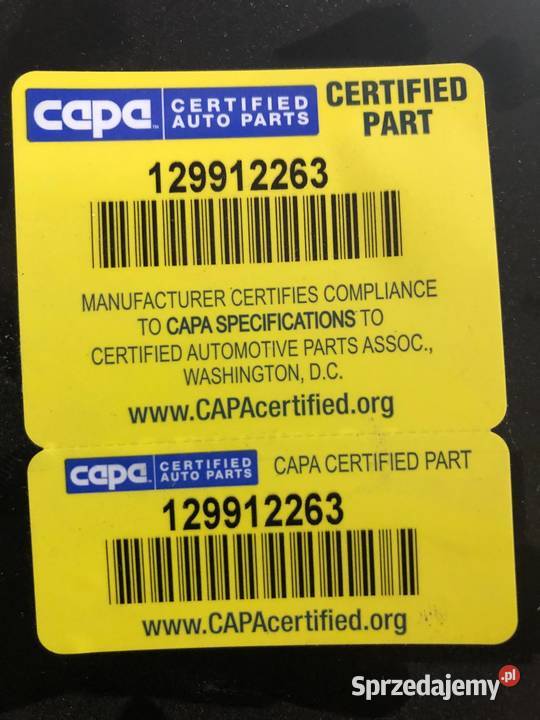 capa™ CERTIFIED AUTO PARTS
CERTIFIED PART
129912263
MANUFACTURER CERTIFIES COMPLIANCE
TO CAPA SPECIFICATIONS TO
CERTIFIED AUTOMOTIVE PARTS ASSOC.,
WASHINGTON, D.C.
www.CAPAcertified.org
capa CERTIFIED AUTO PARTS
CAPA CERTIFIED PART
129912263
www.CAPAcertified.org
Sprzedajemy.pl